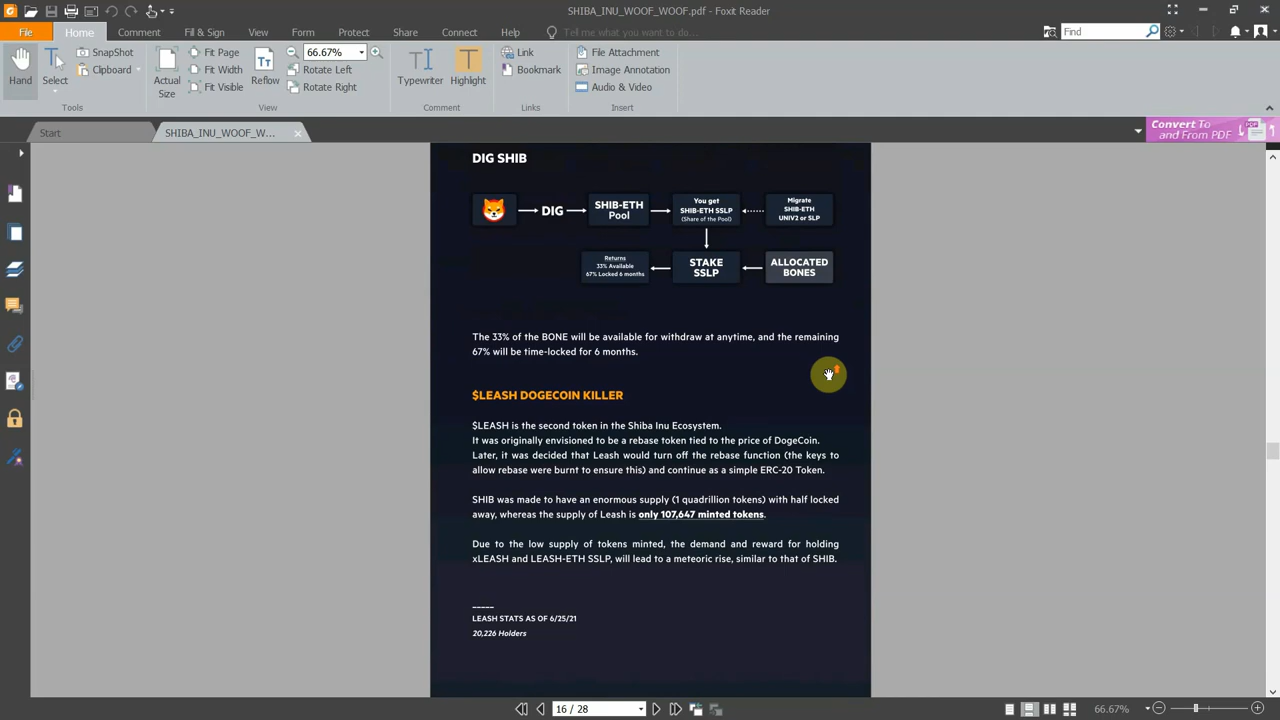 SHIBA_INU_WOOF_WOOF.pdf - Foxit Reader
File Home Comment Fill & Sign View Form Protect Share Connect Help Tell me what you want to do... Find
Hand
Select
SnapShot
Clipboard
Tools
Actual
Size
Fit Page
Fit Width
Fit Visible
Reflow
66.67%
Rotate Left
Rotate Right
View
Typewriter
Highlight
Comment
Link
Bookmark
Links
File Attachment
Image Annotation
Audio & Video
Insert
Start
SHIBA_INU_WOOF_W...
Convert To
and From PDF
PDF
DIG SHIB
DIG
SHIB-ETH
Pool
You get
SHIB-ETH SSLP
(Share of the Pool)
Migrate
SHIB-ETH
UNIV2 or SLP
Returns
33% Available
67% Locked 6 months
STAKE
SSLP
ALLOCATED
BONES
The 33% of the BONE will be available for withdraw at anytime, and the remaining
67% will be time-locked for 6 months.
$LEASH DOGECOIN KILLER
$LEASH is the second token in the Shiba Inu Ecosystem.
It was originally envisioned to be a rebase token tied to the price of DogeCoin.
Later, it was decided that Leash would turn off the rebase function (the keys to
allow rebase were burnt to ensure this) and continue as a simple ERC-20 Token.
SHIB was made to have an enormous supply (1 quadrillion tokens) with half locked
away, whereas the supply of Leash is only 107,647 minted tokens.
Due to the low supply of tokens minted, the demand and reward for holding
xLEASH and LEASH-ETH SSLP, will lead to a meteoric rise, similar to that of SHIB.
_____
LEASH STATS AS OF 6/25/21
20,226 Holders
16 / 28
66.67%